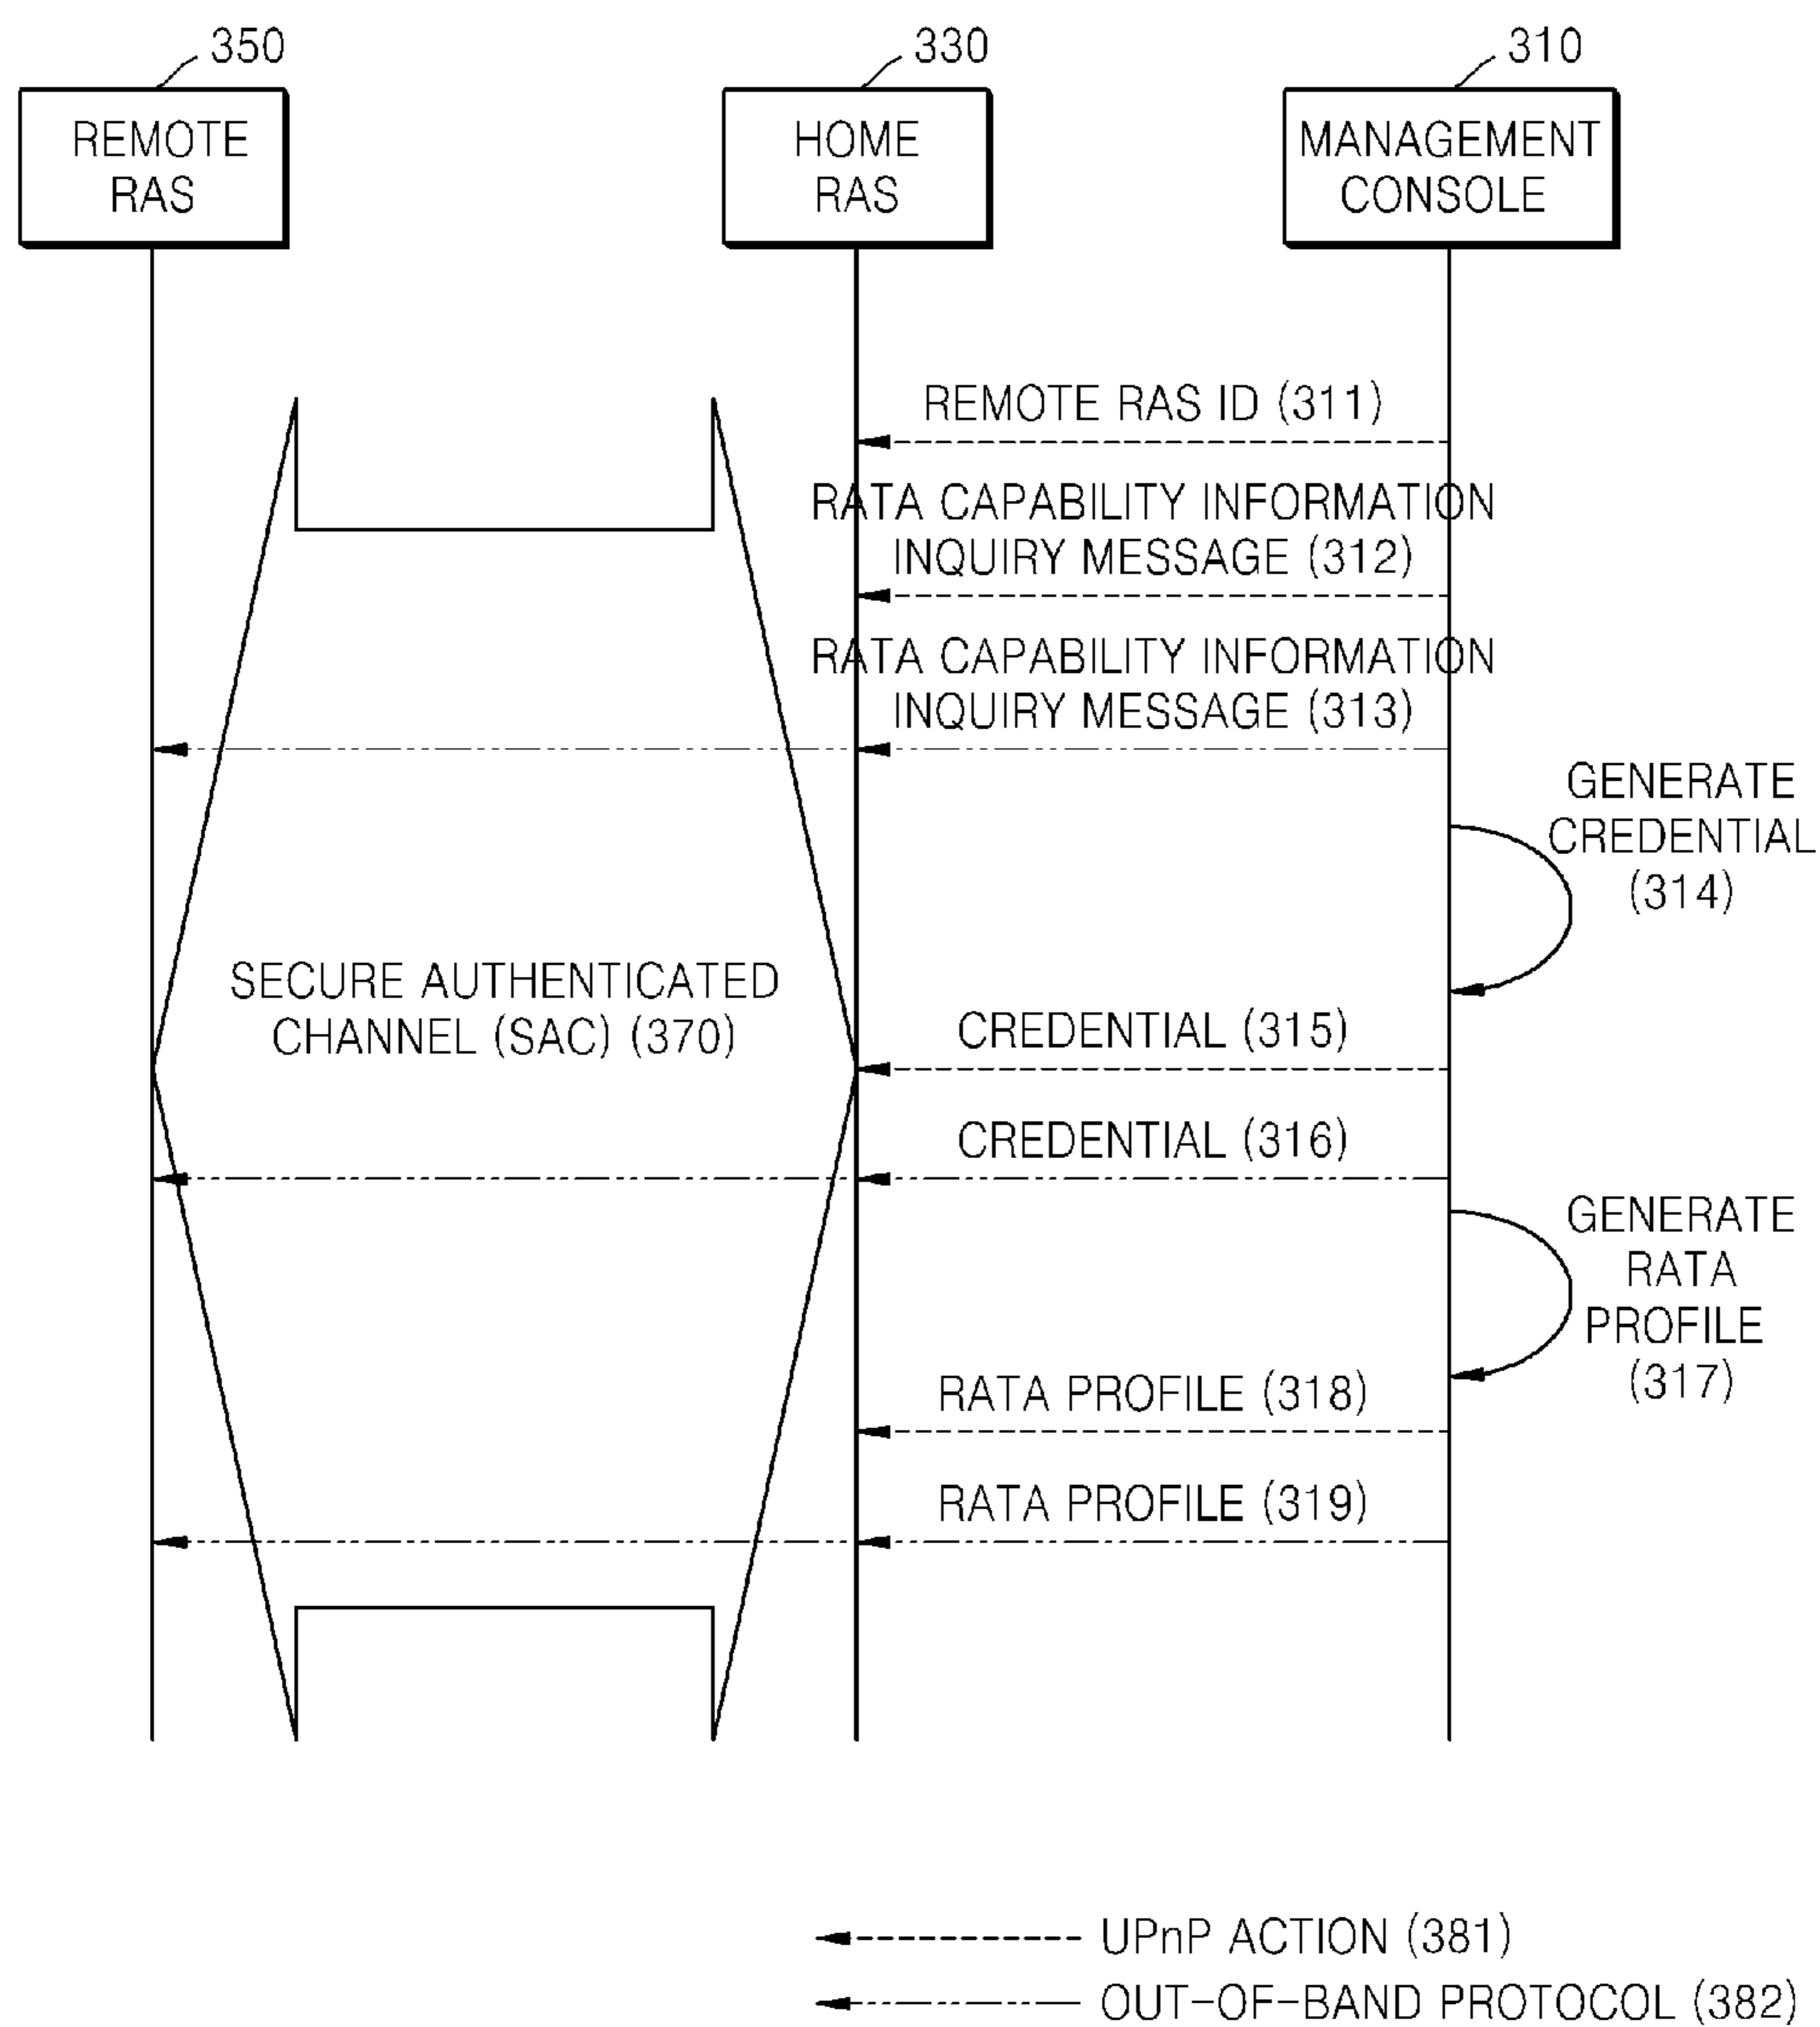 350
330
310
REMOTE
RAS
HOME
RAS
MANAGEMENT
CONSOLE
REMOTE RAS ID (311)
RATA CAPABILITY INFORMATION
INQUIRY MESSAGE (312)
RATA CAPABILITY INFORMATION
INQUIRY MESSAGE (313)
GENERATE
CREDENTIAL
(314)
SECURE AUTHENTICATED
CHANNEL (SAC) (370)
CREDENTIAL (315)
CREDENTIAL (316)
GENERATE
RATA
PROFILE
(317)
RATA PROFILE (318)
RATA PROFILE (319)
UPnP ACTION (381)
OUT-OF-BAND PROTOCOL (382)